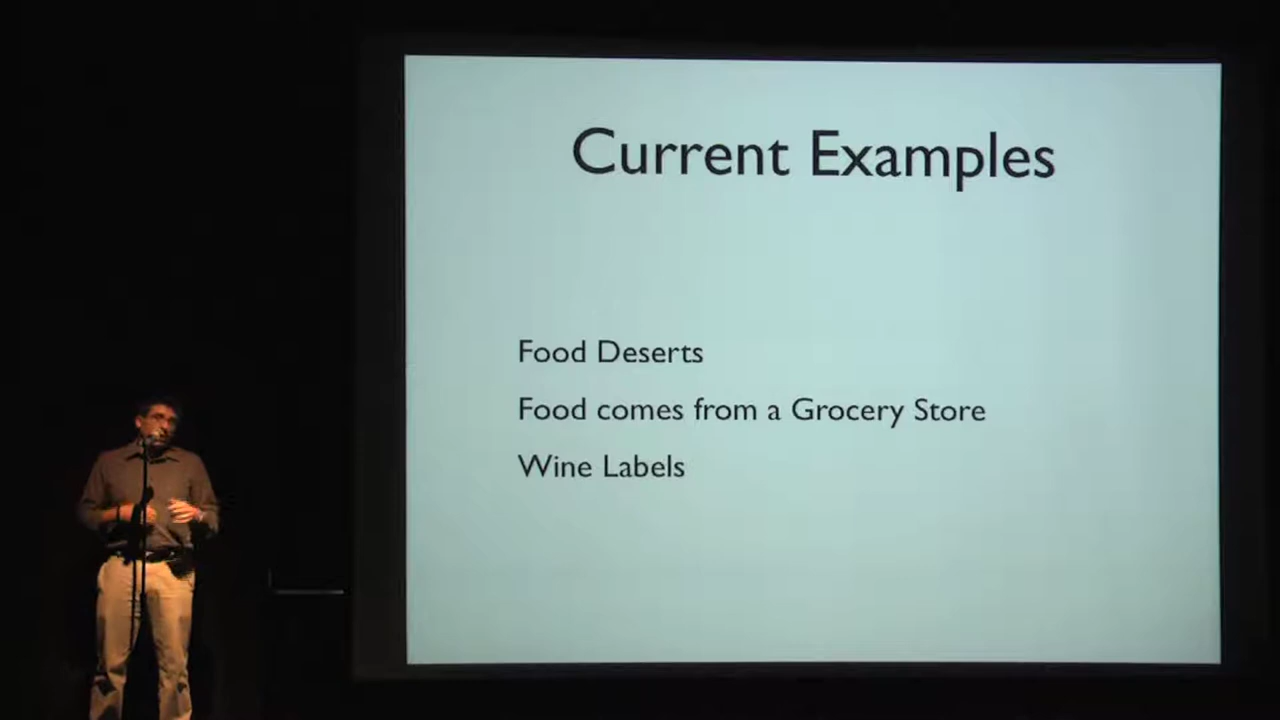 Current Examples
Food Deserts
Food comes from a Grocery Store
Wine Labels